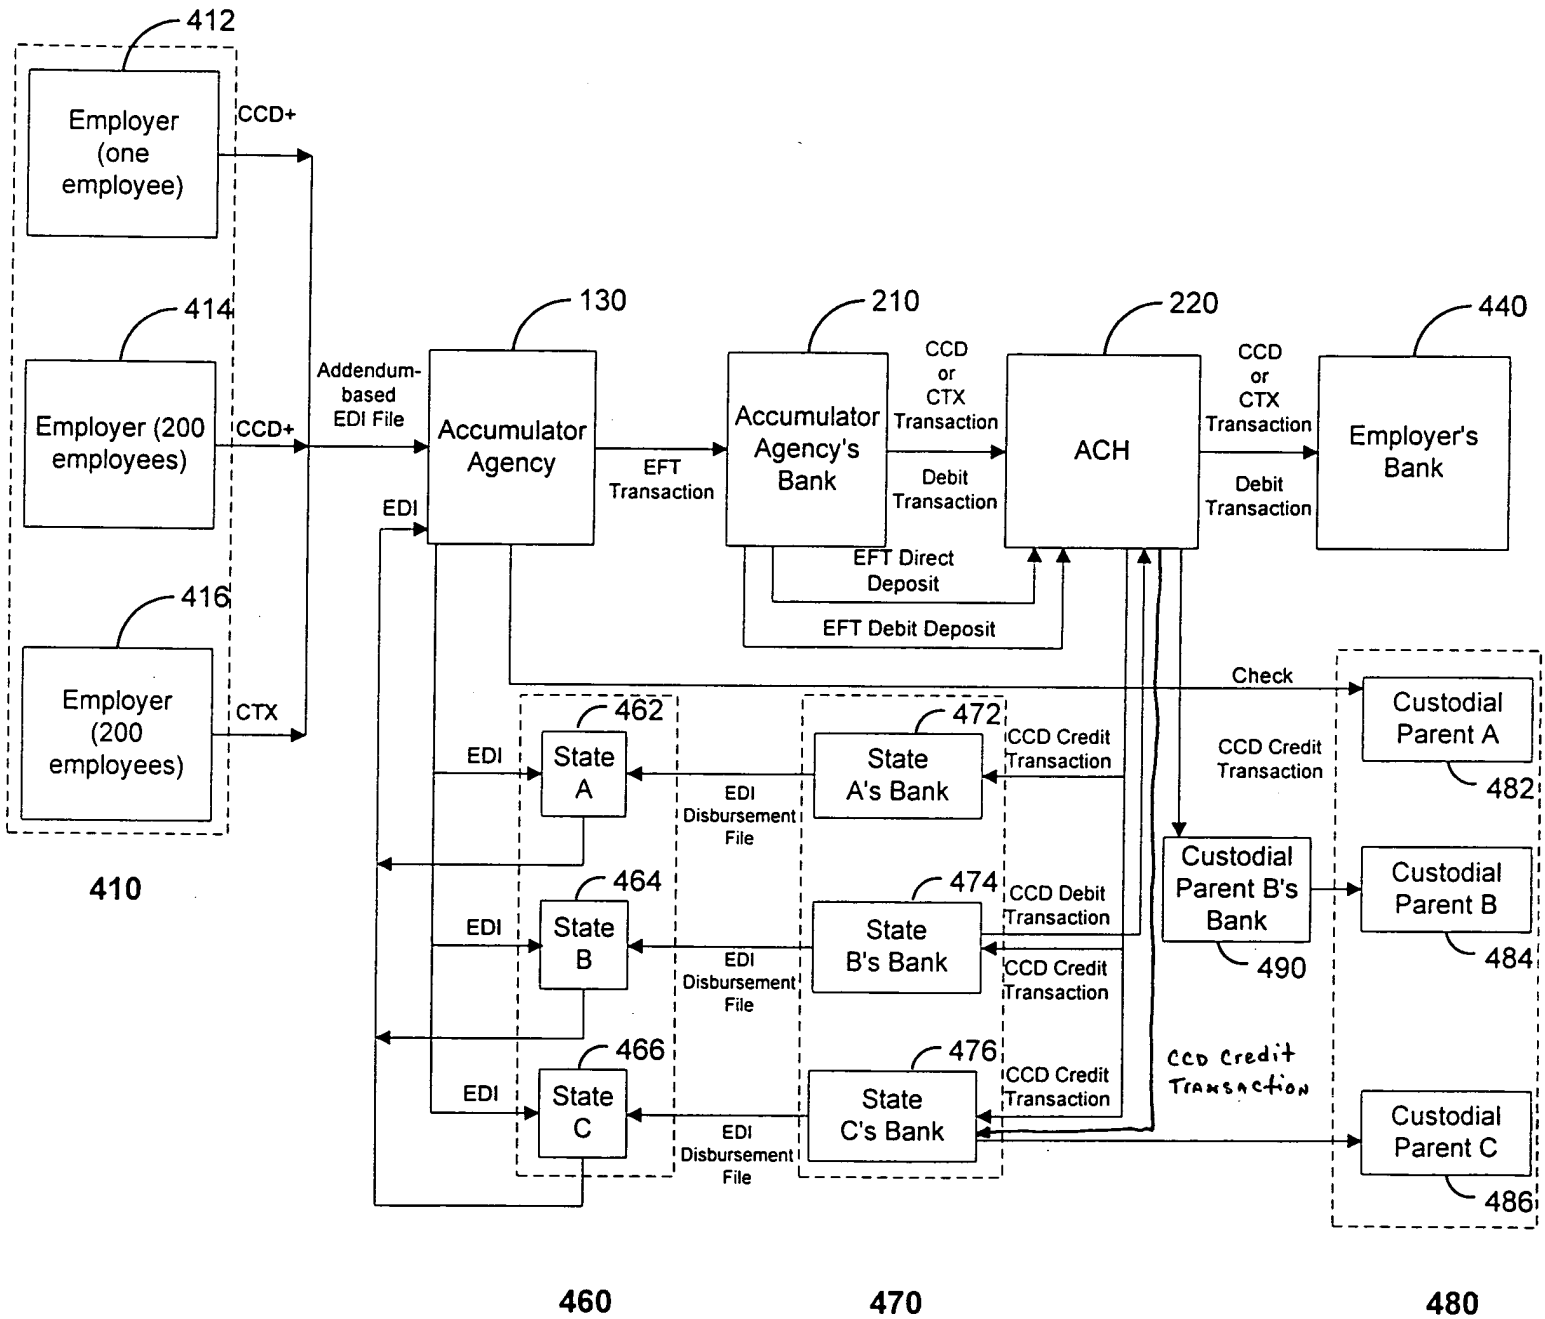 412
Employer
(one
employee)
CCD+
414
Employer (200
employees)
CCD+
416
Employer
(200
employees)
CTX
410
Addendum-
based
EDI File
EDI
130
Accumulator
Agency
EFT
Transaction
210
Accumulator
Agency's
Bank
CCD
or
CTX
Transaction
Debit
Transaction
220
ACH
CCD
or
CTX
Transaction
Debit
Transaction
440
Employer's
Bank
EFT Direct
Deposit
EFT Debit Deposit
Check
462
State
A
EDI
EDI
Disbursement
File
472
State
A's Bank
CCD Credit
Transaction
CCD Credit
Transaction
Custodial
Parent A
482
464
State
B
EDI
EDI
Disbursement
File
474
State
B's Bank
CCD Debit
Transaction
CCD Credit
Transaction
Custodial
Parent B's
Bank
490
Custodial
Parent B
484
466
State
C
EDI
EDI
Disbursement
File
476
State
C's Bank
CCD Credit
Transaction
CCD Credit
TRANSACTION
Custodial
Parent C
486
460
470
480